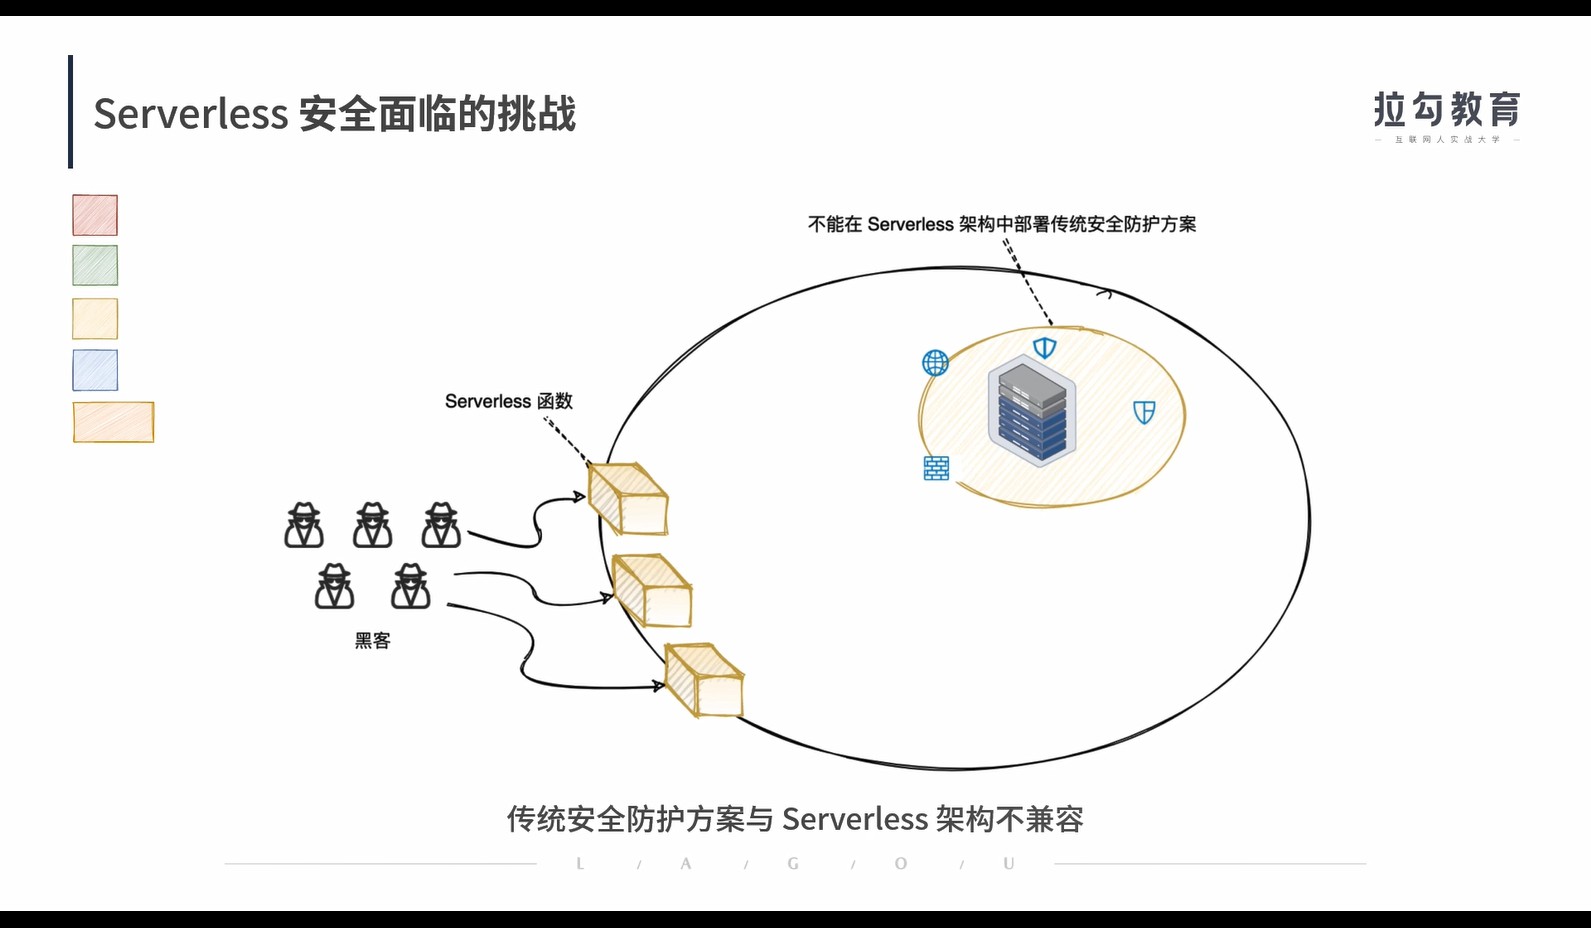 Serverless 安全面临的挑战
拉勾教育
互联网人实战大学
不能在 Serverless 架构中部署传统安全防护方案
Serverless 函数
黑客
传统安全防护方案与 Serverless 架构不兼容
L / A / G / O / U